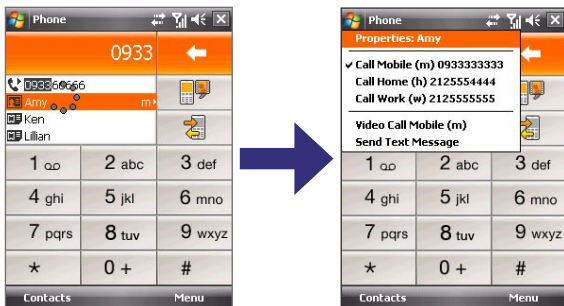 Phone
0933
0933666666
Amy m
Ken
Lillian
1
2 abc
3 def
4 ghi
5 jkl
6 mno
7 pqrs
8 tuv
9 wxyz
*
0 +
#
Contacts Menu
Phone
Properties: Amy
Call Mobile (m) 0933333333
Call Home (h) 2125554444
Call Work (w) 2125555555
Video Call Mobile (m)
Send Text Message
1
2 abc
3 def
4 ghi
5 jkl
6 mno
7 pqrs
8 tuv
9 wxyz
*
0 +
#
Contacts Menu